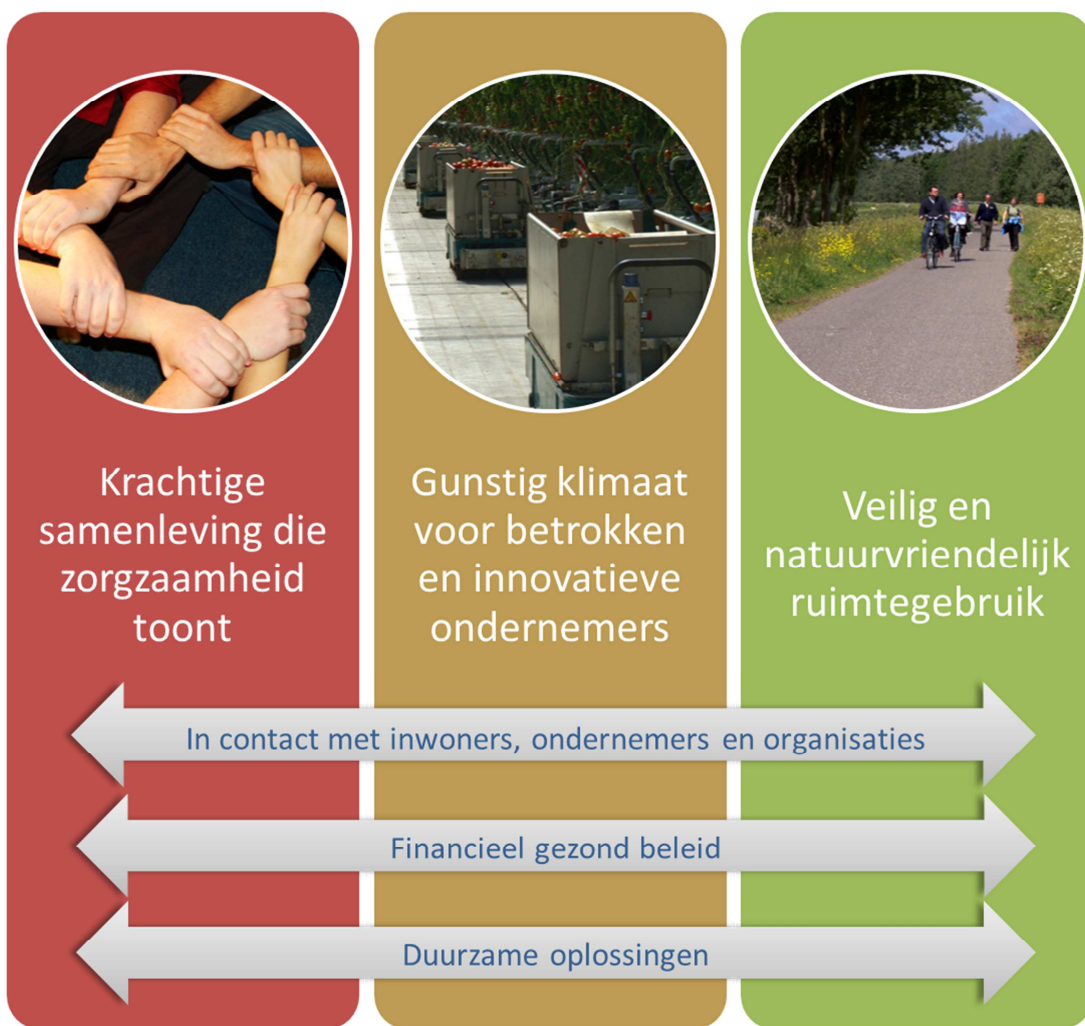 Krachtige
samenleving die
zorgzaamheid
toont
Gunstig klimaat
voor betrokken
en innovatieve
ondernemers
Veilig en
natuurvriendelijk
ruimtegebruik
In contact met inwoners, ondernemers en organisaties
Financieel gezond beleid
Duurzame oplossingen